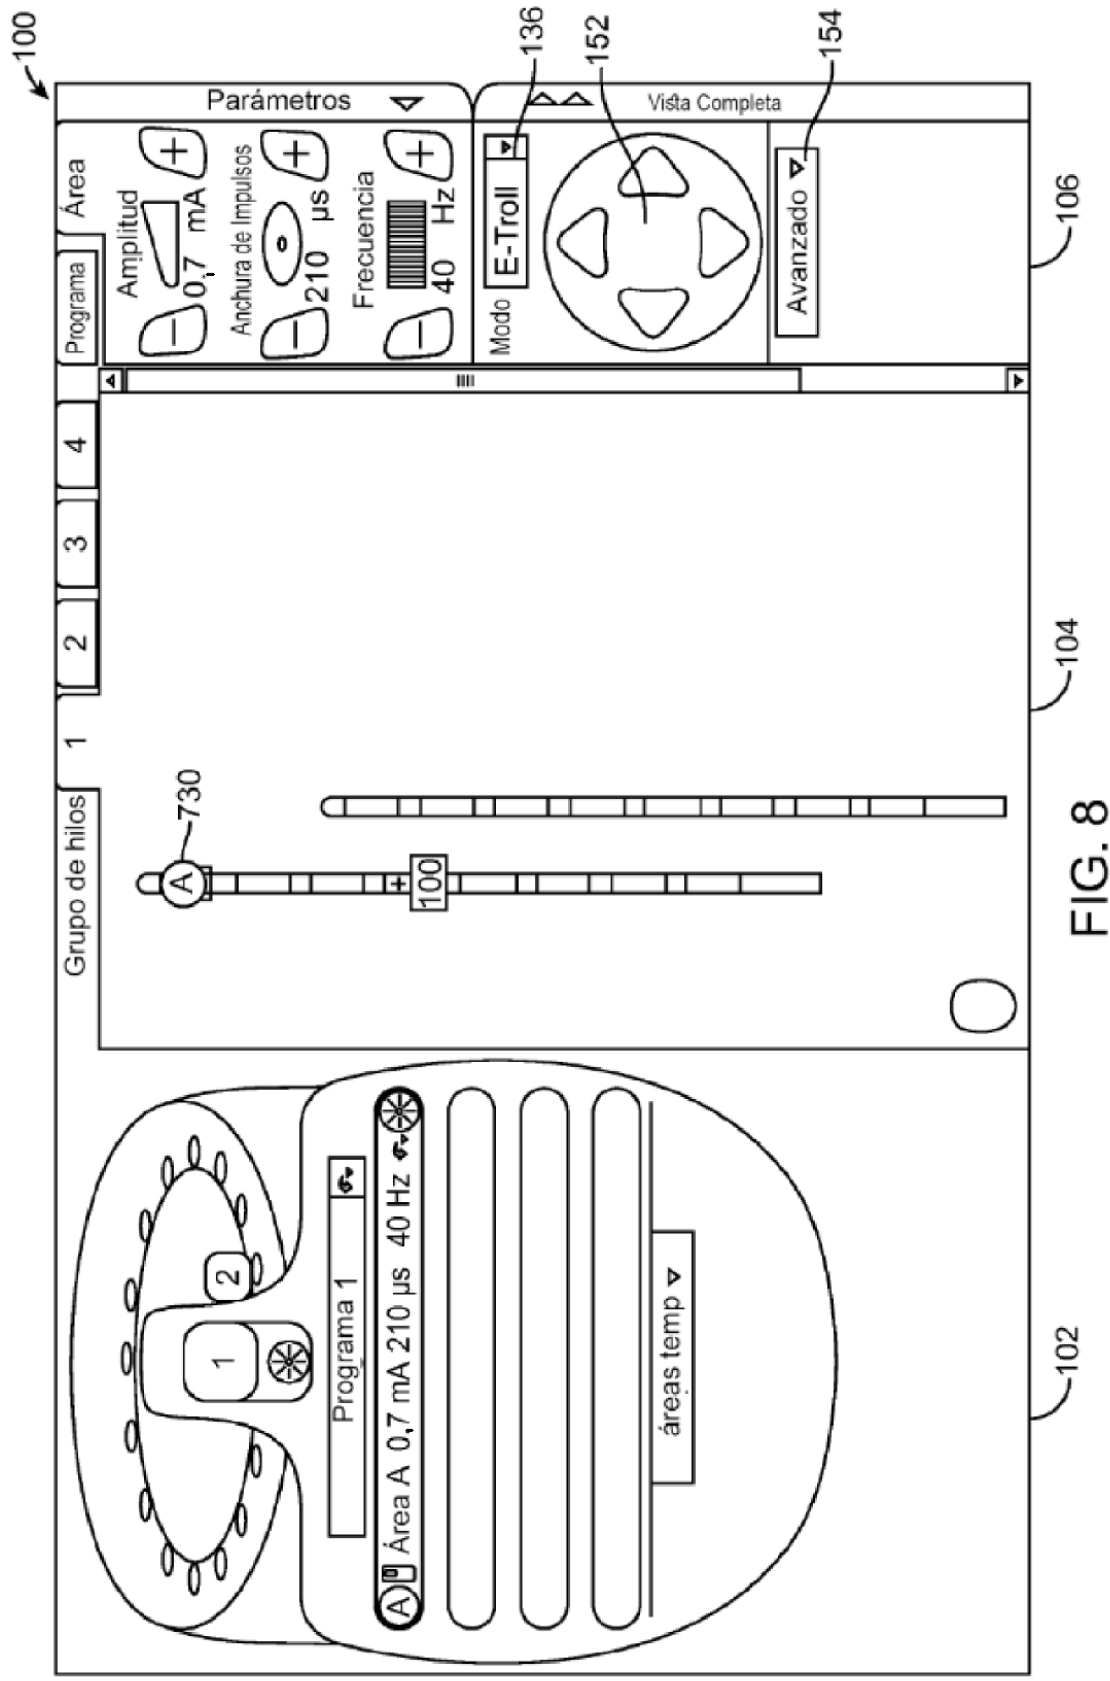 100
Grupo de hilos
1
2
3
4
Programa
Área
730
A
+
100
Amplitud
− 0,7 mA +
Anchura de Impulsos
− 210 µs +
Frecuencia
− 40 Hz +
Parámetros
Modo
E-Troll
136
152
Vista Completa
Avanzado
154
1
2
Programa 1
A Área A 0,7 mA 210 µs 40 Hz
áreas temp
102
104
106
FIG. 8